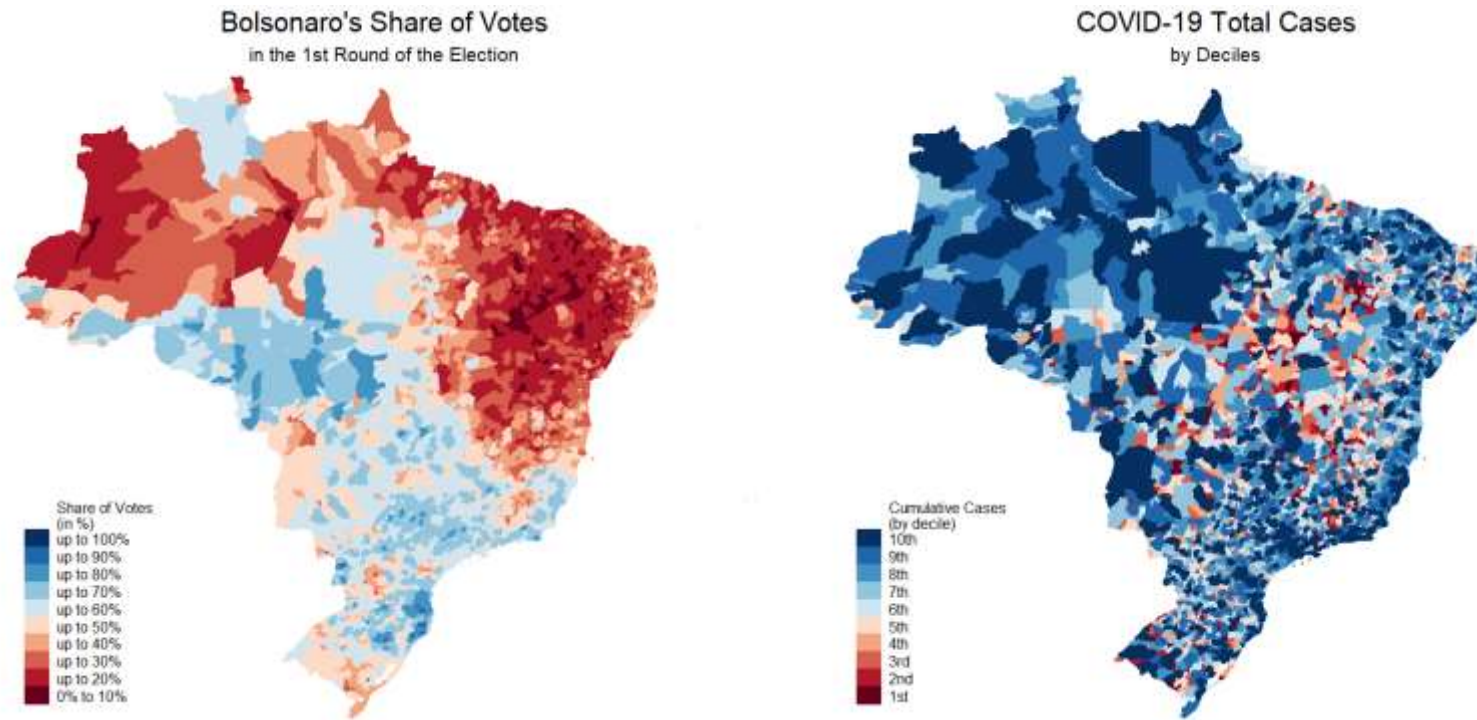 Bolsonaro's Share of Votes
in the 1st Round of the Election
Share of Votes
(in %)
up to 100%
up to 90%
up to 80%
up to 70%
up to 60%
up to 50%
up to 40%
up to 30%
up to 20%
0% to 10%
COVID-19 Total Cases
by Deciles
Cumulative Cases
(by decile)
10th
9th
8th
7th
6th
5th
4th
3rd
2nd
1st